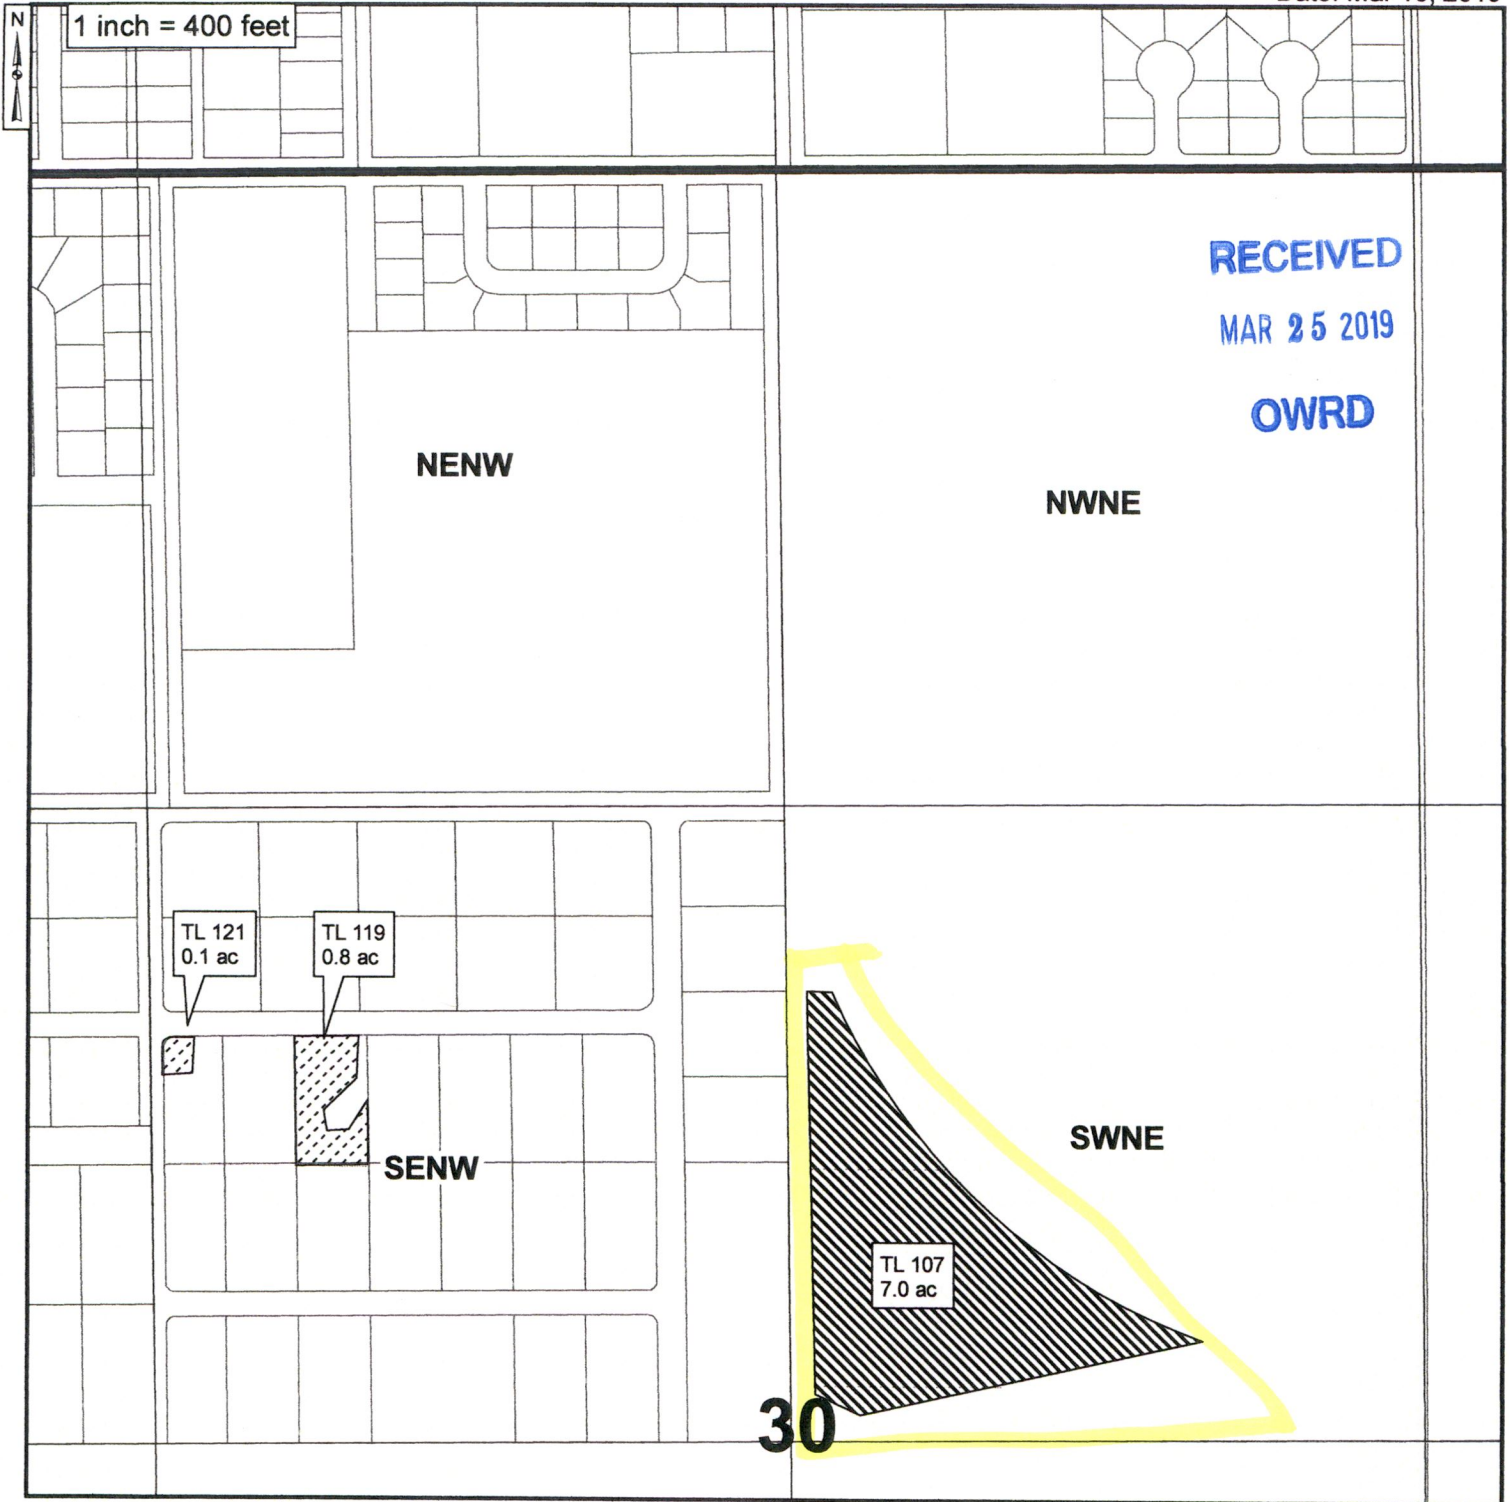 N
1 inch = 400 feet
RECEIVED
MAR 25 2019
OWRD
NENW
NWNE
TL 121
0.1 ac
TL 119
0.8 ac
SENW
SWNE
TL 107
7.0 ac
30